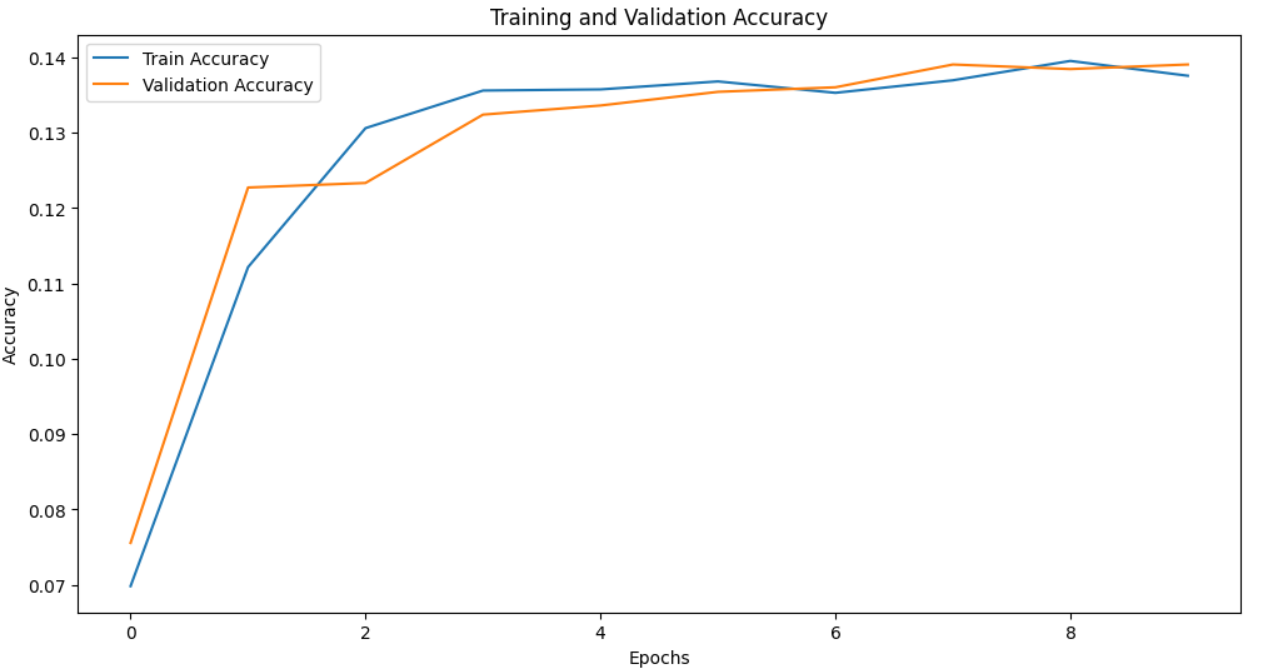 Training and Validation Accuracy
Train Accuracy
Validation Accuracy
0.14
0.13
0.12
0.11
0.10
0.09
0.08
0.07
Accuracy
0 2 4 6 8
Epochs